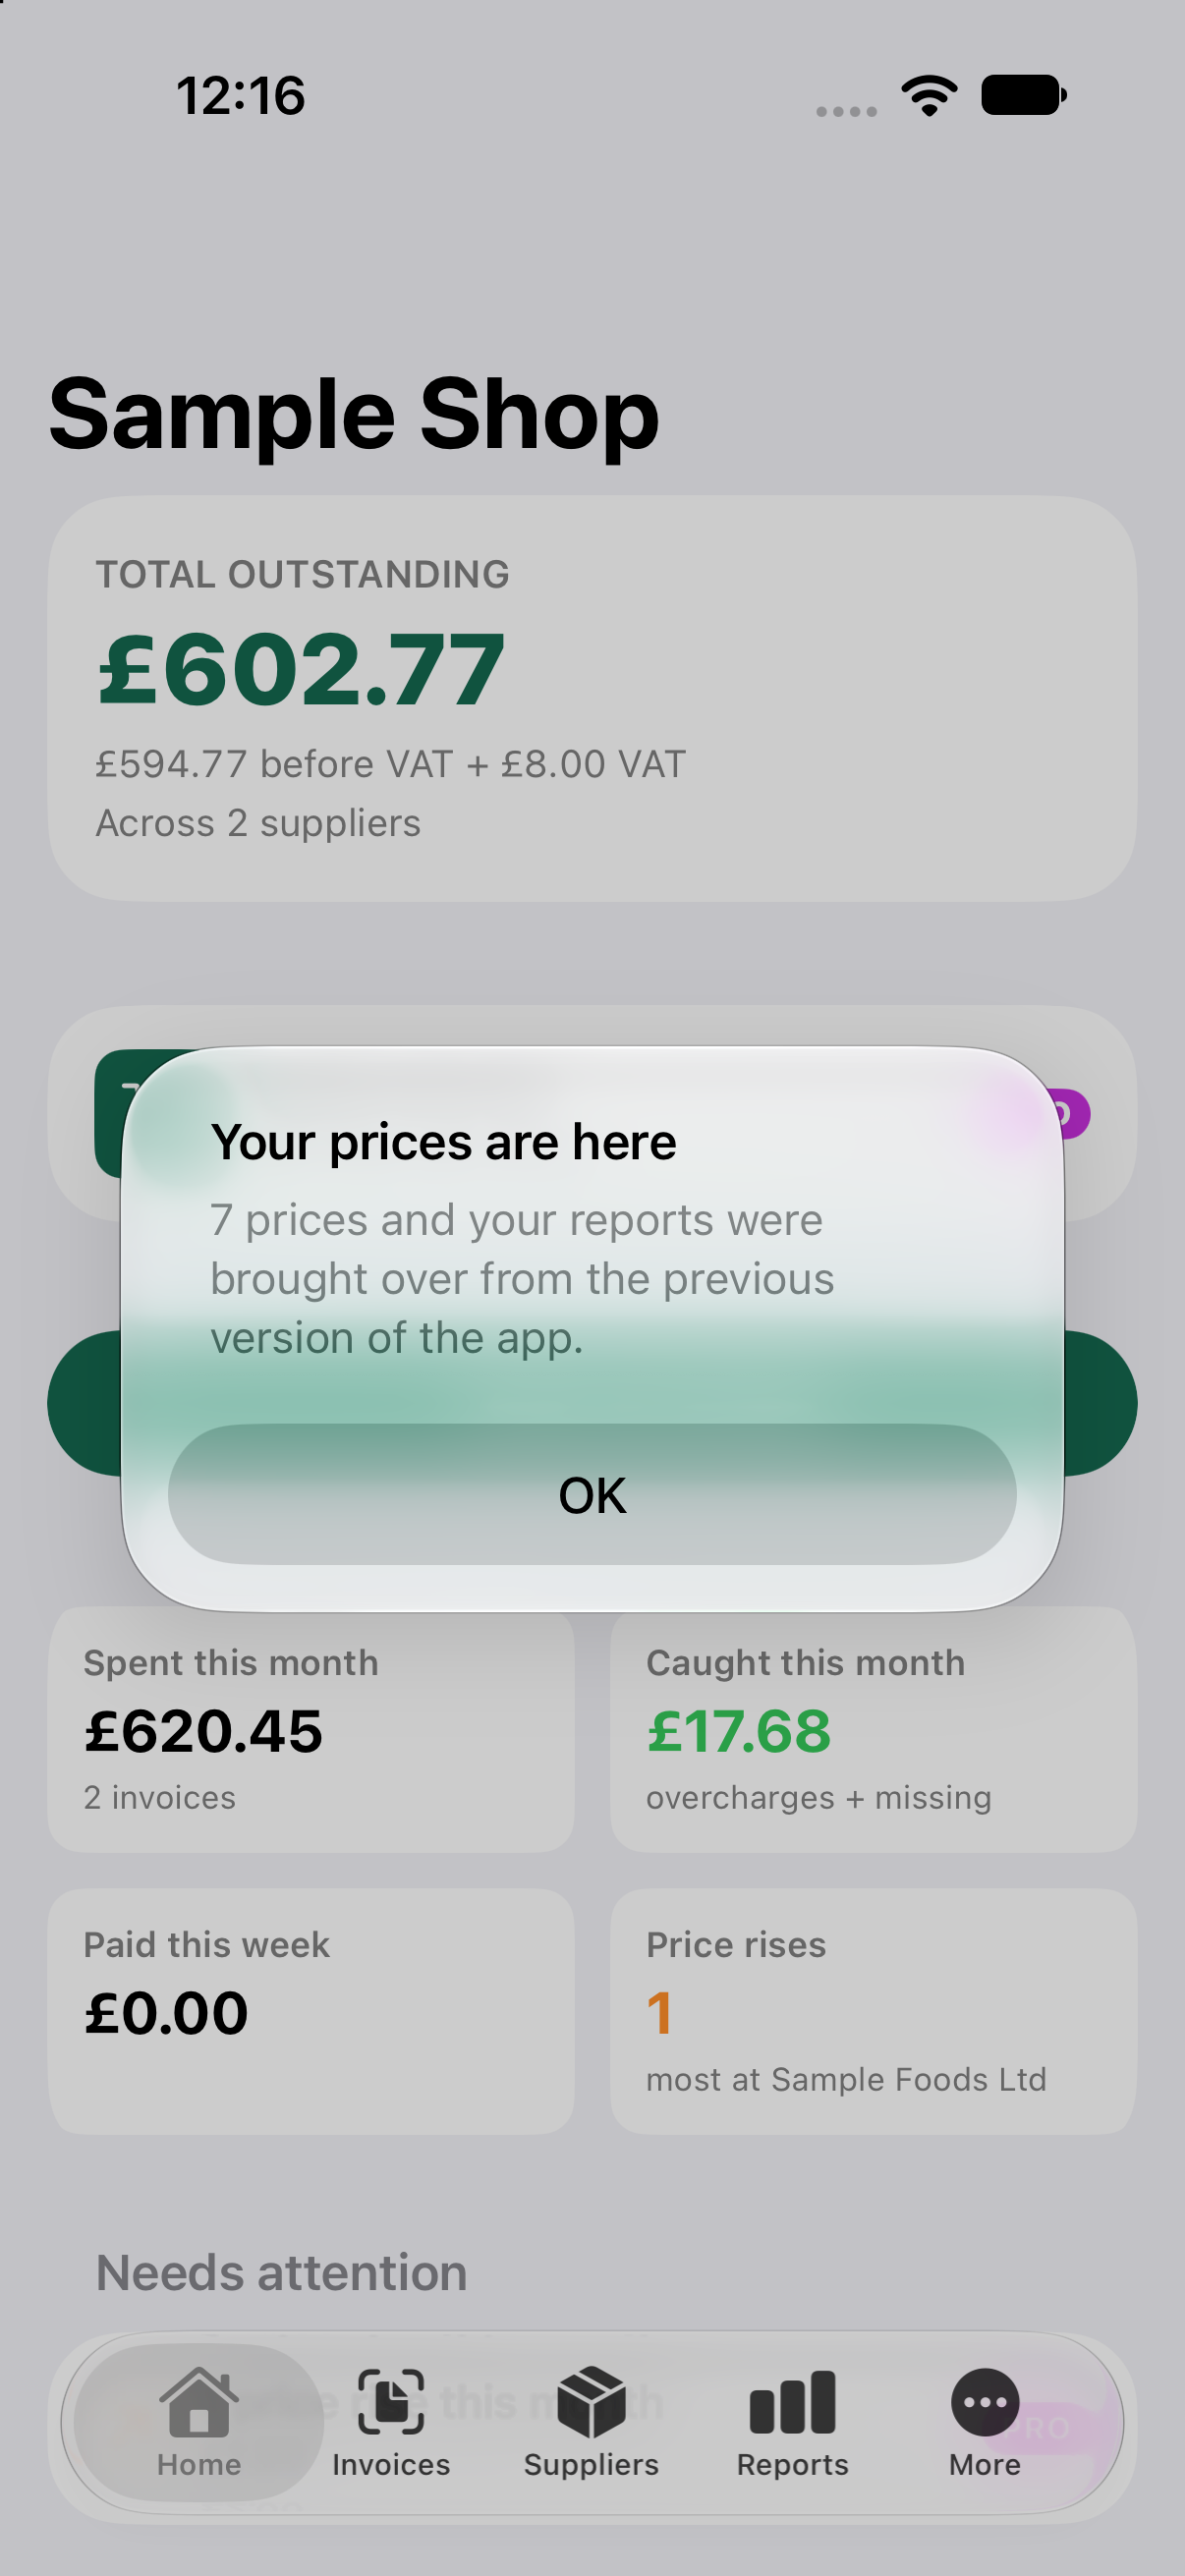 12:16
Sample Shop
TOTAL OUTSTANDING
£602.77
£594.77 before VAT + £8.00 VAT
Across 2 suppliers
Your prices are here
7 prices and your reports were
brought over from the previous
version of the app.
OK
Spent this month
£620.45
2 invoices
Caught this month
£17.68
overcharges + missing
Paid this week
£0.00
Price rises
1
most at Sample Foods Ltd
Needs attention
this month
PRO
Home
Invoices
Suppliers
Reports
More